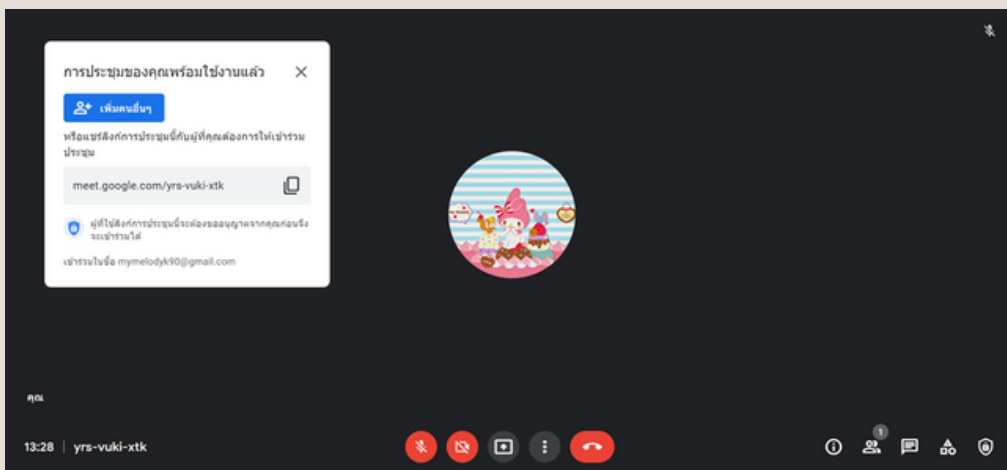 การประชุมของคุณพร้อมใช้งานแล้ว
เพิ่มคนอื่นๆ
หรือแชร์ลิงก์การประชุมนี้กับผู้ที่คุณต้องการให้เข้าร่วม
ประชุม
meet.google.com/yrs-vuki-xtk
ผู้ที่ใช้ลิงก์การประชุมนี้จะต้องขออนุญาตจากคุณก่อนจึง
จะเข้าร่วมได้
เข้าร่วมในชื่อ mymelodyk90@gmail.com
คุณ
13:28 | yrs-vuki-xtk
1